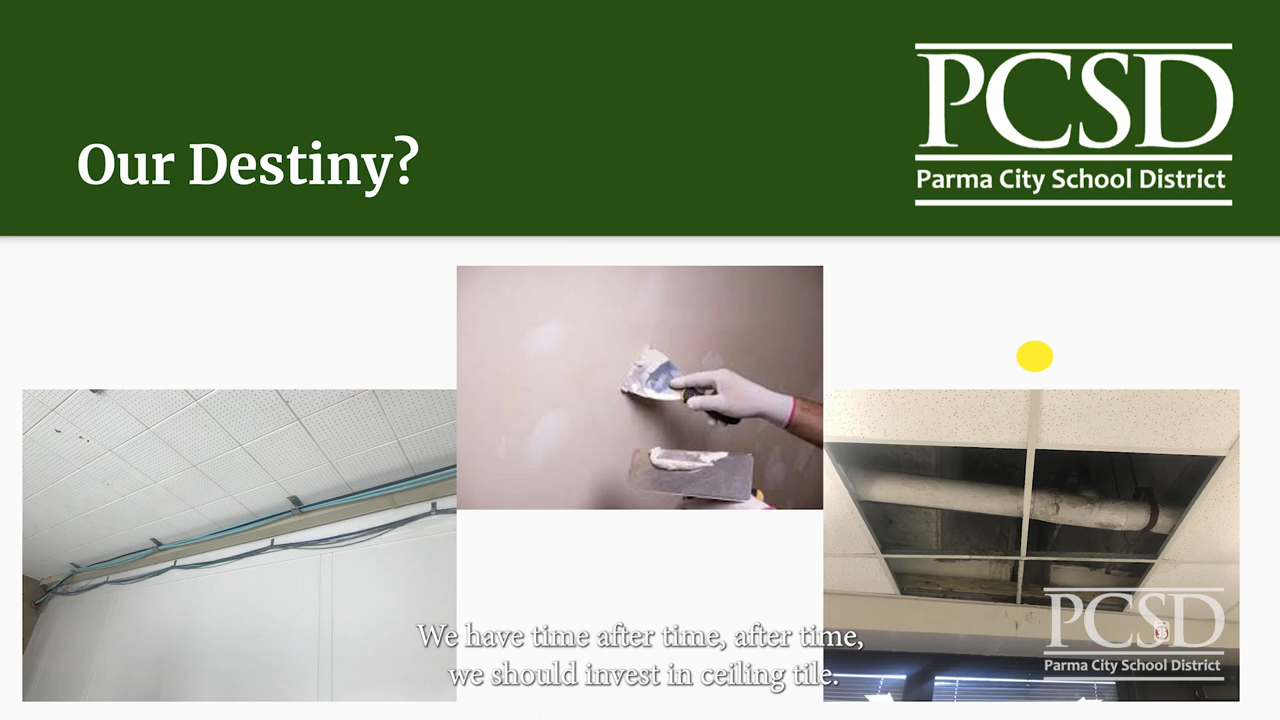 PCSD
Parma City School District
Our Destiny?
We have time after time, after time,
we should invest in ceiling tile.
PCSD
Parma City School District